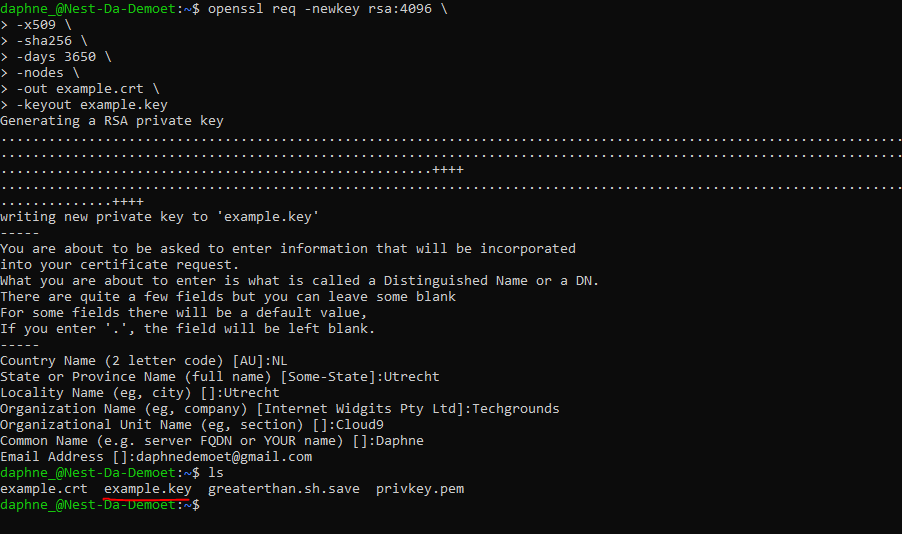 daphne_@Nest-Da-Demoet:~$ openssl req -newkey rsa:4096 \
> -x509 \
> -sha256 \
> -days 3650 \
> -nodes \
> -out example.crt \
> -keyout example.key
Generating a RSA private key
.................................................................................................................
.................................................................................................................
......................................................++++
.................................................................................................................
..............++++
writing new private key to 'example.key'
-----
You are about to be asked to enter information that will be incorporated
into your certificate request.
What you are about to enter is what is called a Distinguished Name or a DN.
There are quite a few fields but you can leave some blank
For some fields there will be a default value,
If you enter '.', the field will be left blank.
-----
Country Name (2 letter code) [AU]:NL
State or Province Name (full name) [Some-State]:Utrecht
Locality Name (eg, city) []:Utrecht
Organization Name (eg, company) [Internet Widgits Pty Ltd]:Techgrounds
Organizational Unit Name (eg, section) []:Cloud9
Common Name (e.g. server FQDN or YOUR name) []:Daphne
Email Address []:daphnedemoet@gmail.com
daphne_@Nest-Da-Demoet:~$ ls
example.crt  example.key  greaterthan.sh.save  privkey.pem
daphne_@Nest-Da-Demoet:~$